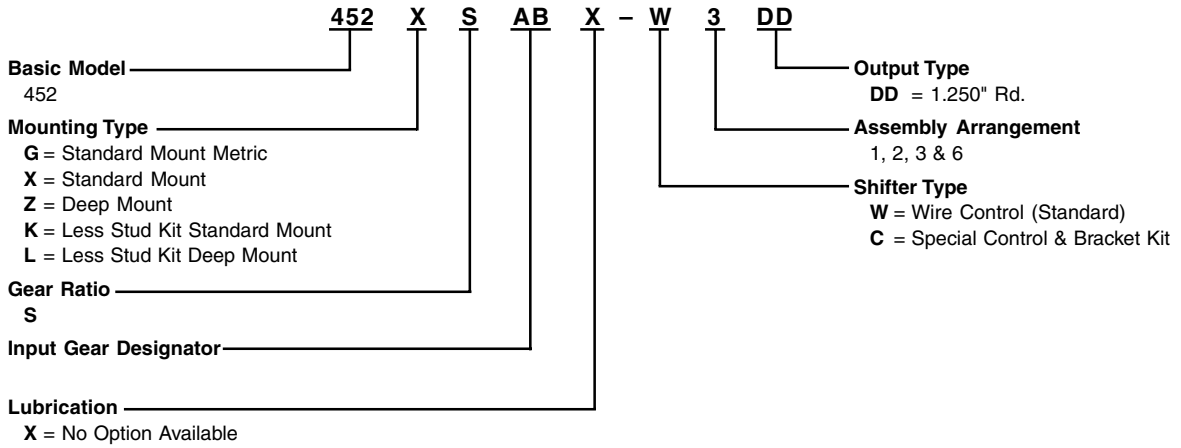 452 X S AB X – W 3 DD
Basic Model
452
Mounting Type
G = Standard Mount Metric
X = Standard Mount
Z = Deep Mount
K = Less Stud Kit Standard Mount
L = Less Stud Kit Deep Mount
Gear Ratio
S
Input Gear Designator
Lubrication
X = No Option Available
Output Type
DD = 1.250" Rd.
Assembly Arrangement
1, 2, 3 & 6
Shifter Type
W = Wire Control (Standard)
C = Special Control & Bracket Kit